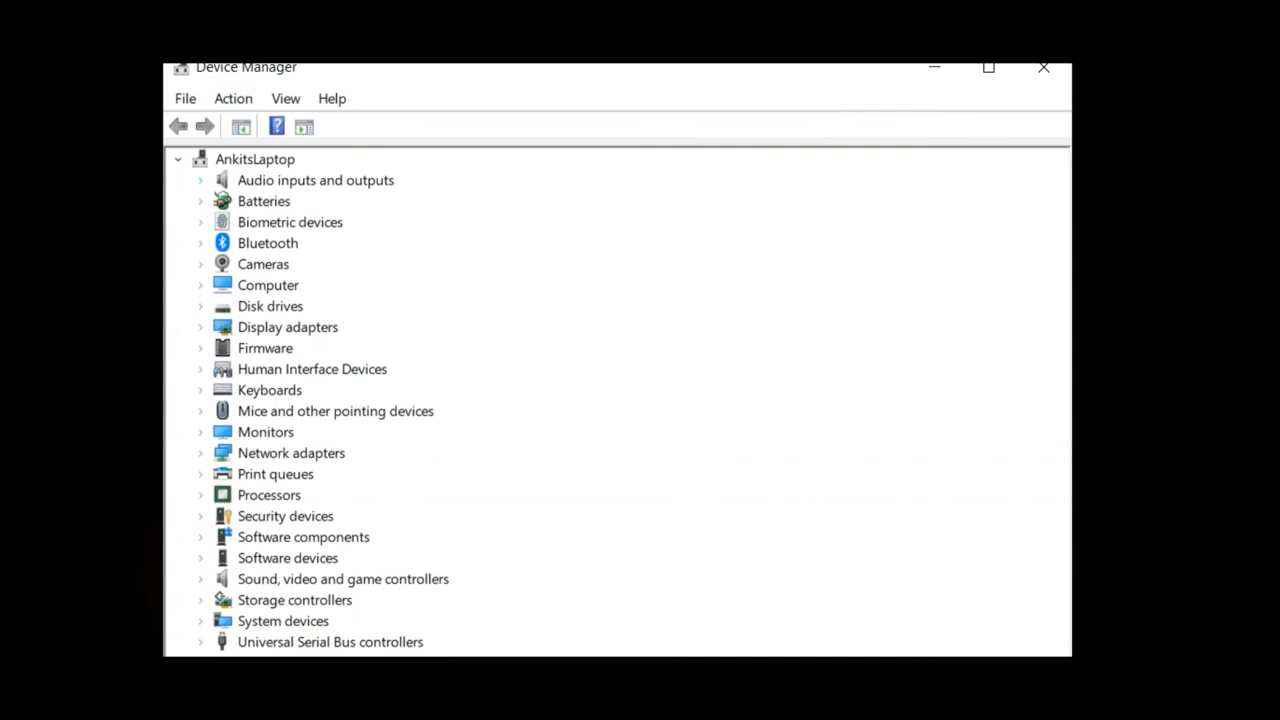 Device Manager
File Action View Help
?
AnkitsLaptop
Audio inputs and outputs
Batteries
Biometric devices
Bluetooth
Cameras
Computer
Disk drives
Display adapters
Firmware
Human Interface Devices
Keyboards
Mice and other pointing devices
Monitors
Network adapters
Print queues
Processors
Security devices
Software components
Software devices
Sound, video and game controllers
Storage controllers
System devices
Universal Serial Bus controllers